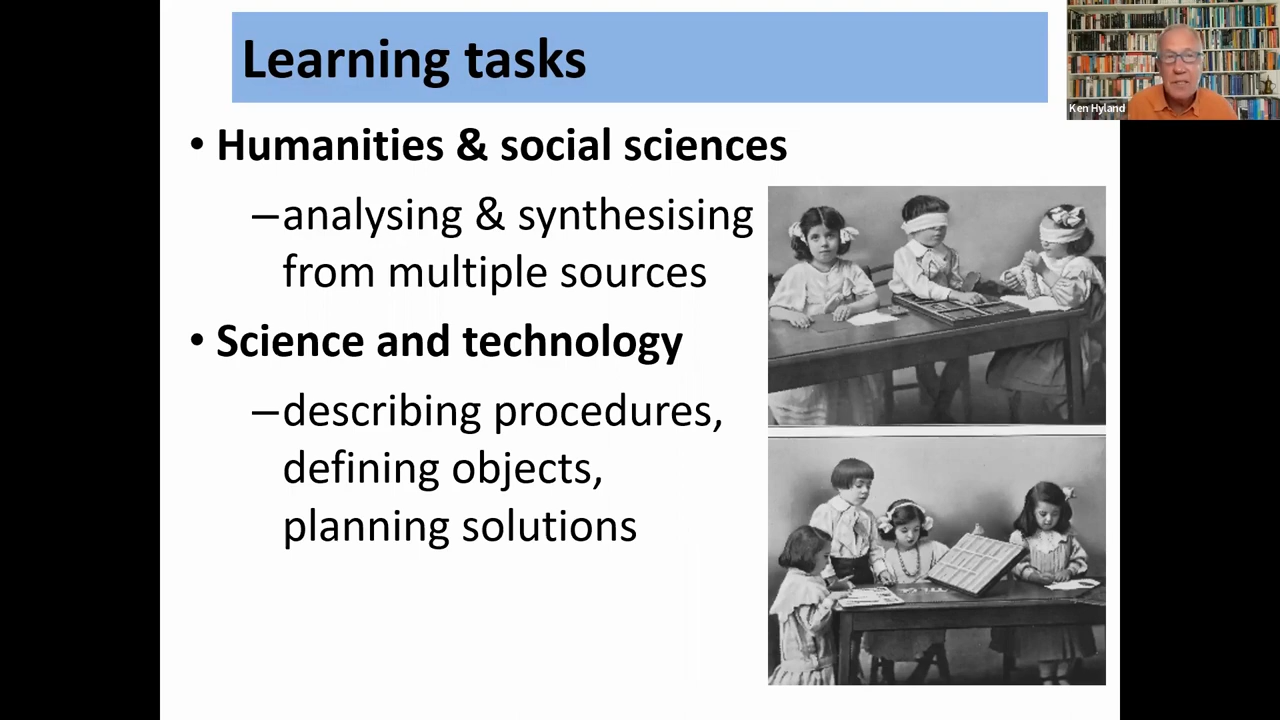 Learning tasks
Ken Hyland
• Humanities & social sciences
–analysing & synthesising
from multiple sources
• Science and technology
–describing procedures,
defining objects,
planning solutions